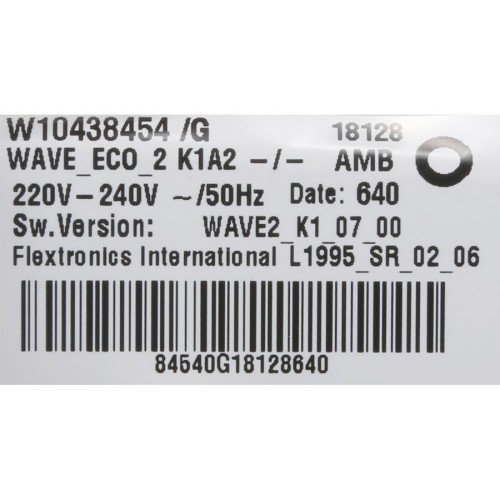 W10438454 /G 18128
WAVE_ECO_2 K1A2 -/- AMB
220V-240V ~/50Hz Date: 640
Sw.Version: WAVE2_K1_07_00
Flextronics International L1995_SR_02_06
84540G18128640